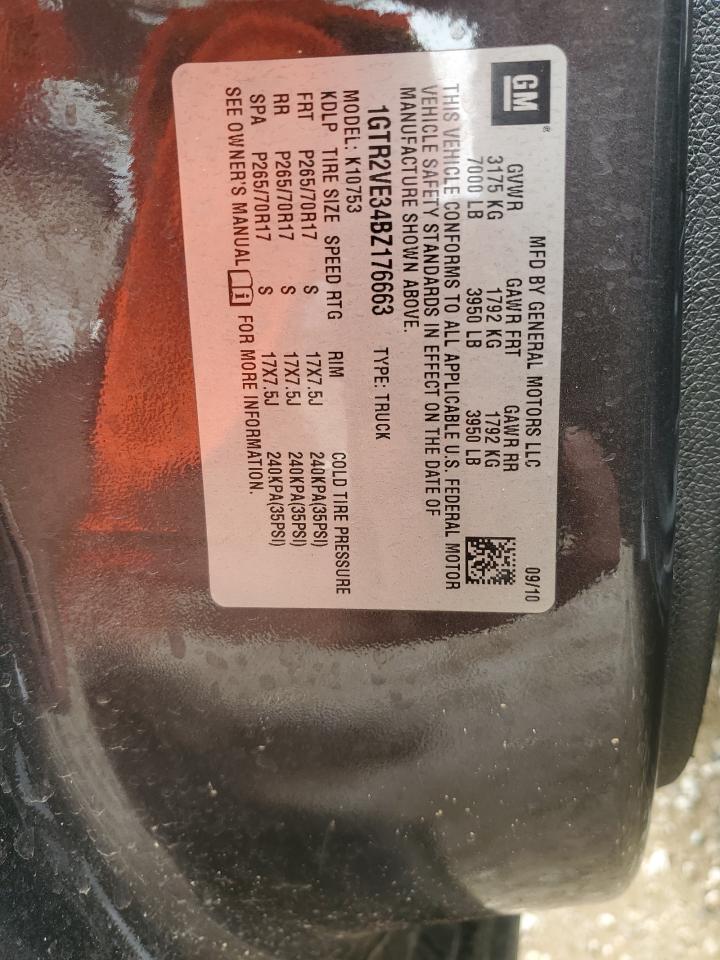 GM
MFD BY GENERAL MOTORS LLC 09/10
GVWR GAWR FRT GAWR RR
3175 KG 1792 KG 1792 KG
7000 LB 3950 LB 3950 LB
THIS VEHICLE CONFORMS TO ALL APPLICABLE U.S. FEDERAL MOTOR
VEHICLE SAFETY STANDARDS IN EFFECT ON THE DATE OF
MANUFACTURE SHOWN ABOVE.
1GTR2VE34BZ176663 TYPE: TRUCK
MODEL: K10753
KDLP TIRE SIZE SPEED RTG RIM COLD TIRE PRESSURE
FRT P265/70R17 S 17X7.5J 240KPA(35PSI)
RR P265/70R17 S 17X7.5J 240KPA(35PSI)
SPA P265/70R17 S 17X7.5J 240KPA(35PSI)
SEE OWNER'S MANUAL FOR MORE INFORMATION.